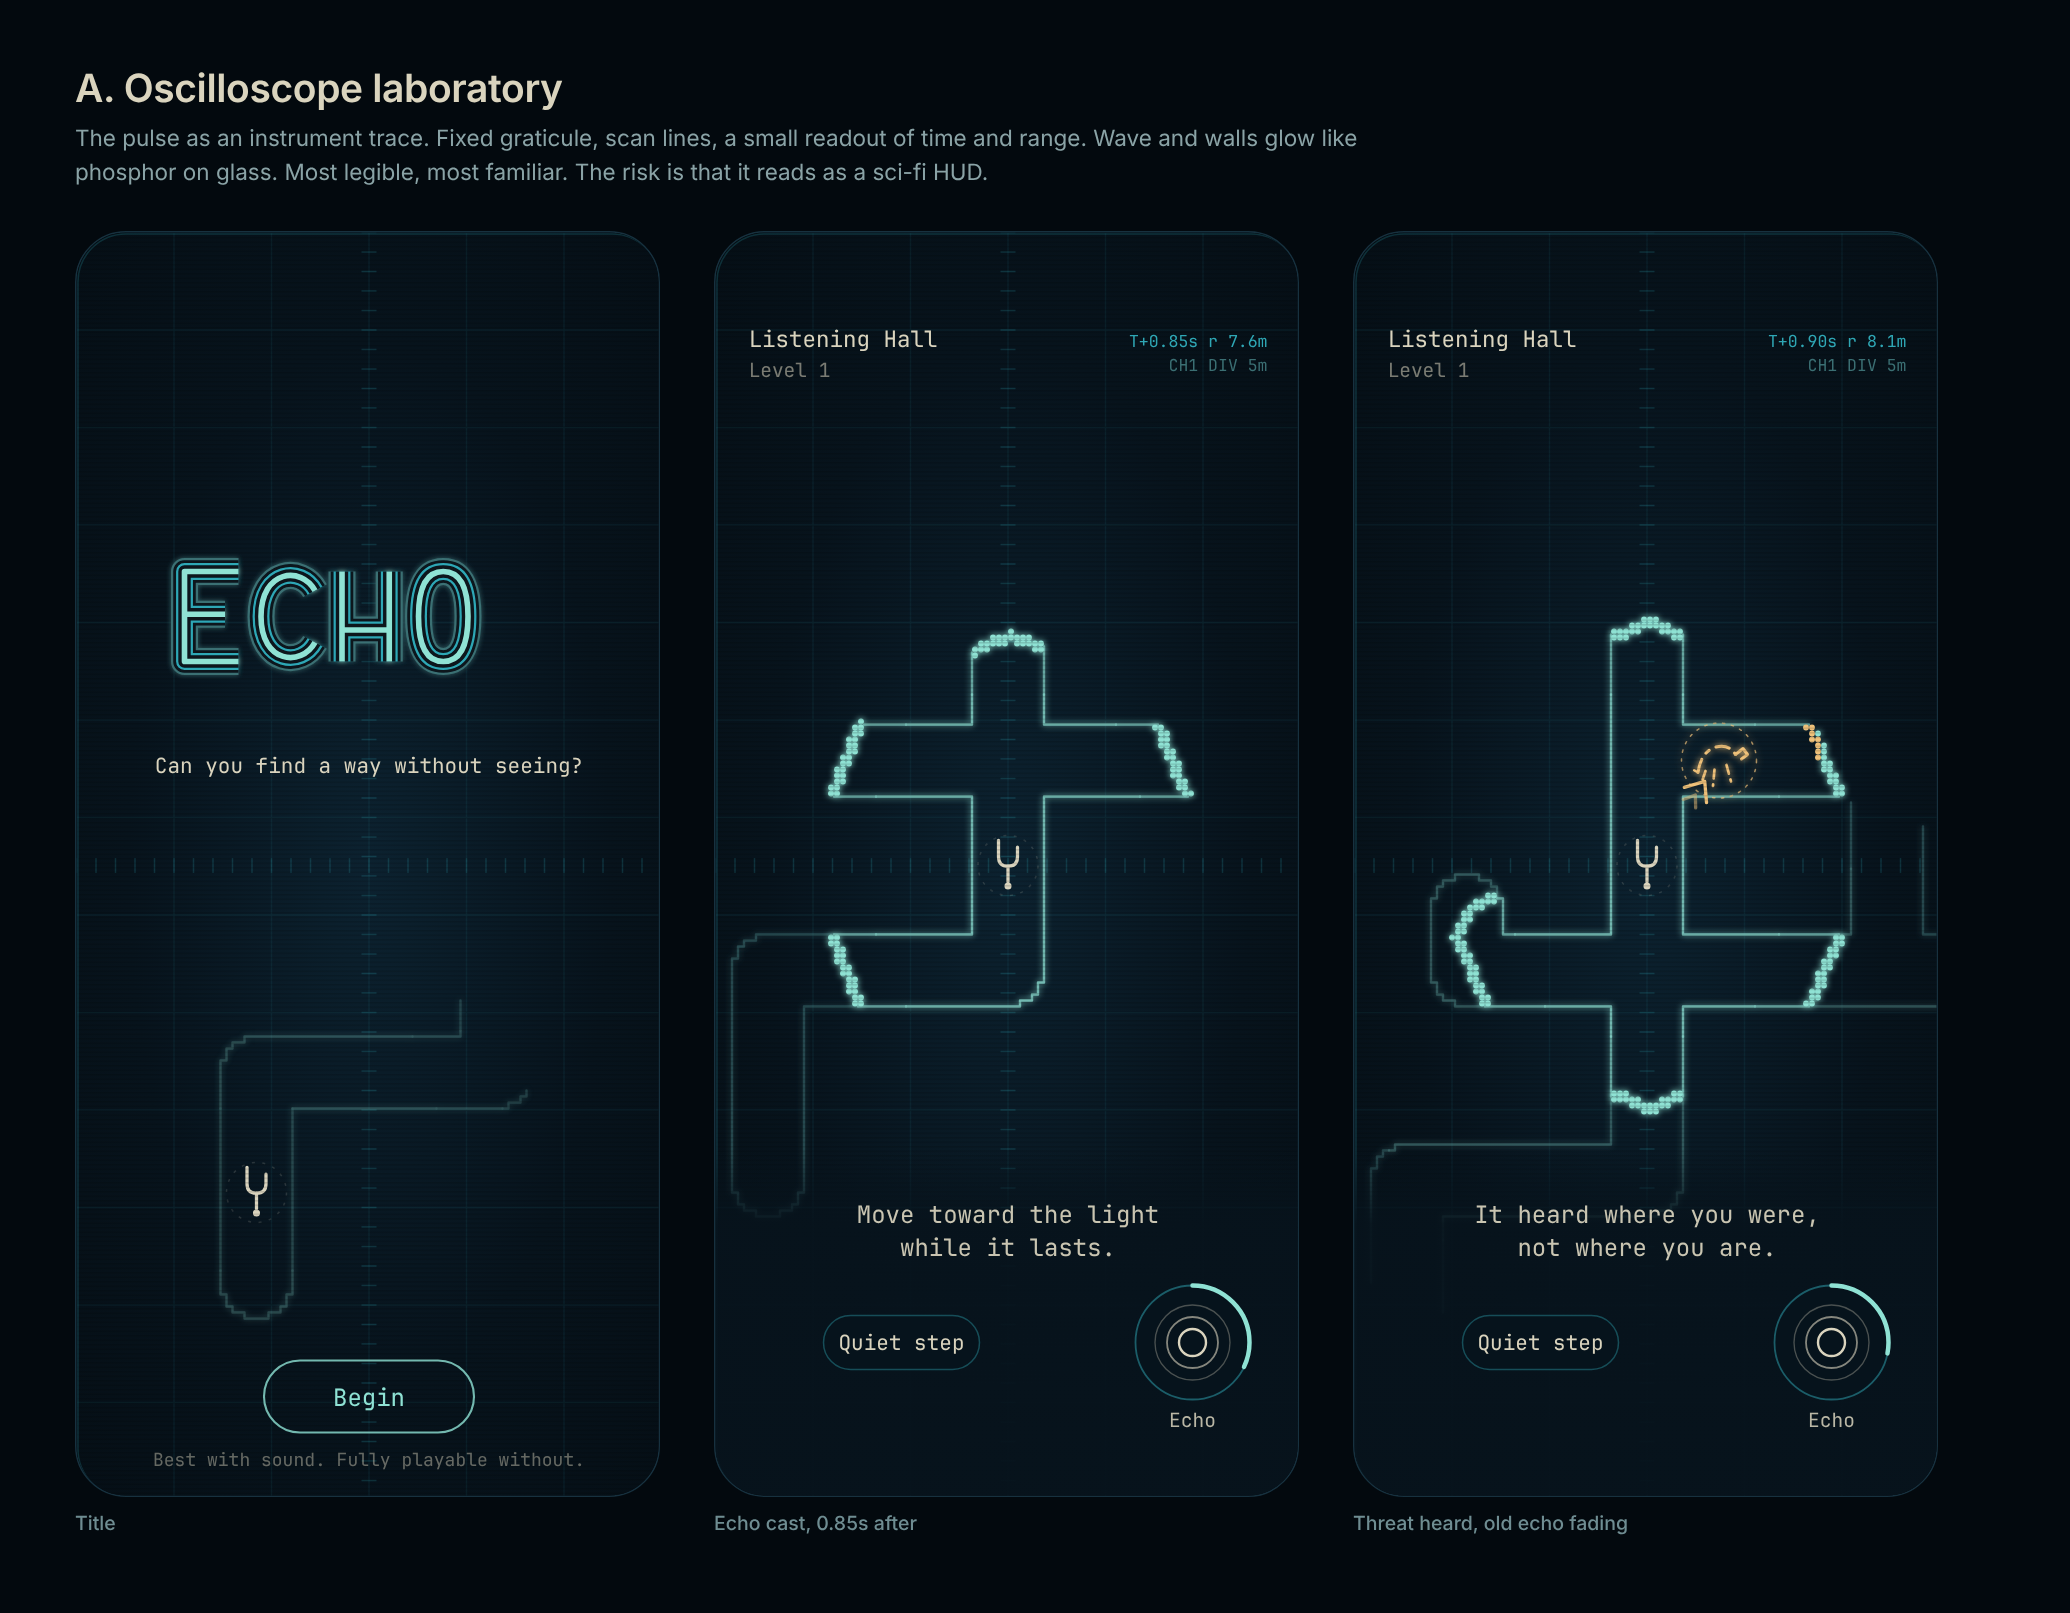 A. Oscilloscope laboratory
The pulse as an instrument trace. Fixed graticule, scan lines, a small readout of time and range. Wave and walls glow like
phosphor on glass. Most legible, most familiar. The risk is that it reads as a sci-fi HUD.
ECHO
Can you find a way without seeing?
Begin
Best with sound. Fully playable without.
Title
Listening Hall
Level 1
T+0.85s r 7.6m
CH1 DIV 5m
Move toward the light
while it lasts.
Quiet step
Echo
Echo cast, 0.85s after
Listening Hall
Level 1
T+0.90s r 8.1m
CH1 DIV 5m
It heard where you were,
not where you are.
Quiet step
Echo
Threat heard, old echo fading